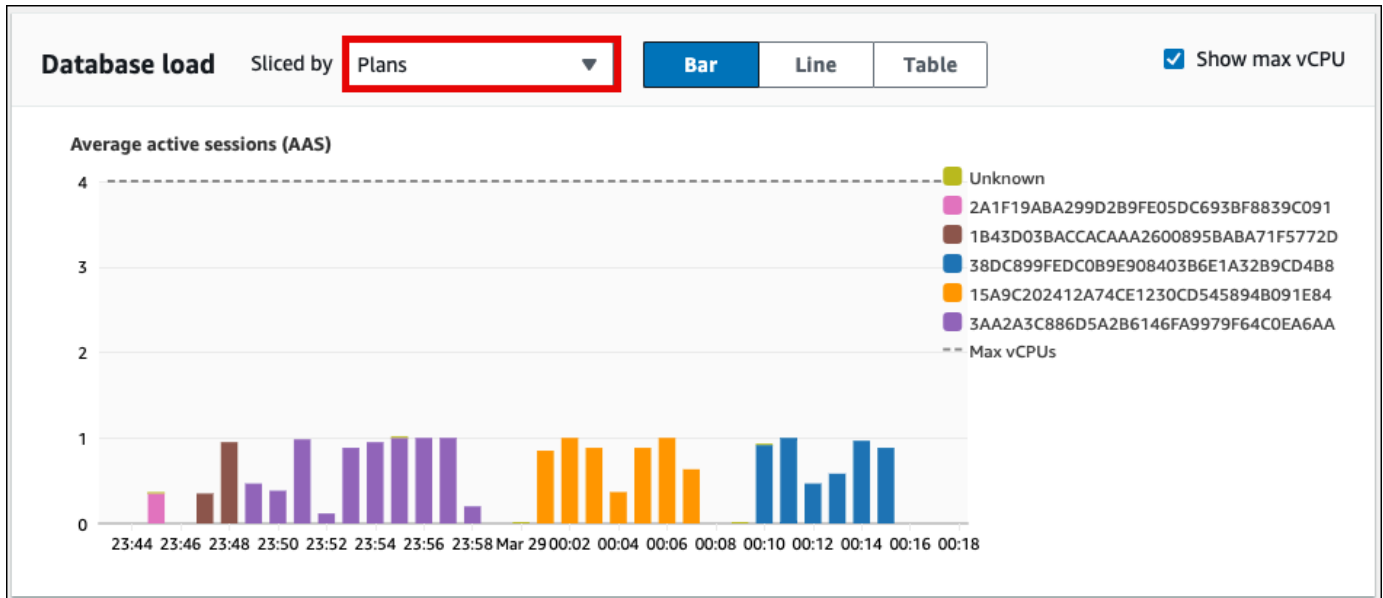 Database load Sliced by Plans Bar Line Table Show max vCPU
Average active sessions (AAS)
4
3
2
1
0
23:44 23:46 23:48 23:50 23:52 23:54 23:56 23:58 Mar 29 00:02 00:04 00:06 00:08 00:10 00:12 00:14 00:16 00:18
Unknown
2A1F19ABA299D2B9FE05DC693BF8839C091
1B43D03BACCACAAA2600895BABA71F5772D
38DC899FEDC0B9E908403B6E1A32B9CD4B8
15A9C202412A74CE1230CD545894B091E84
3AA2A3C886D5A2B6146FA9979F64C0EA6AA
Max vCPUs